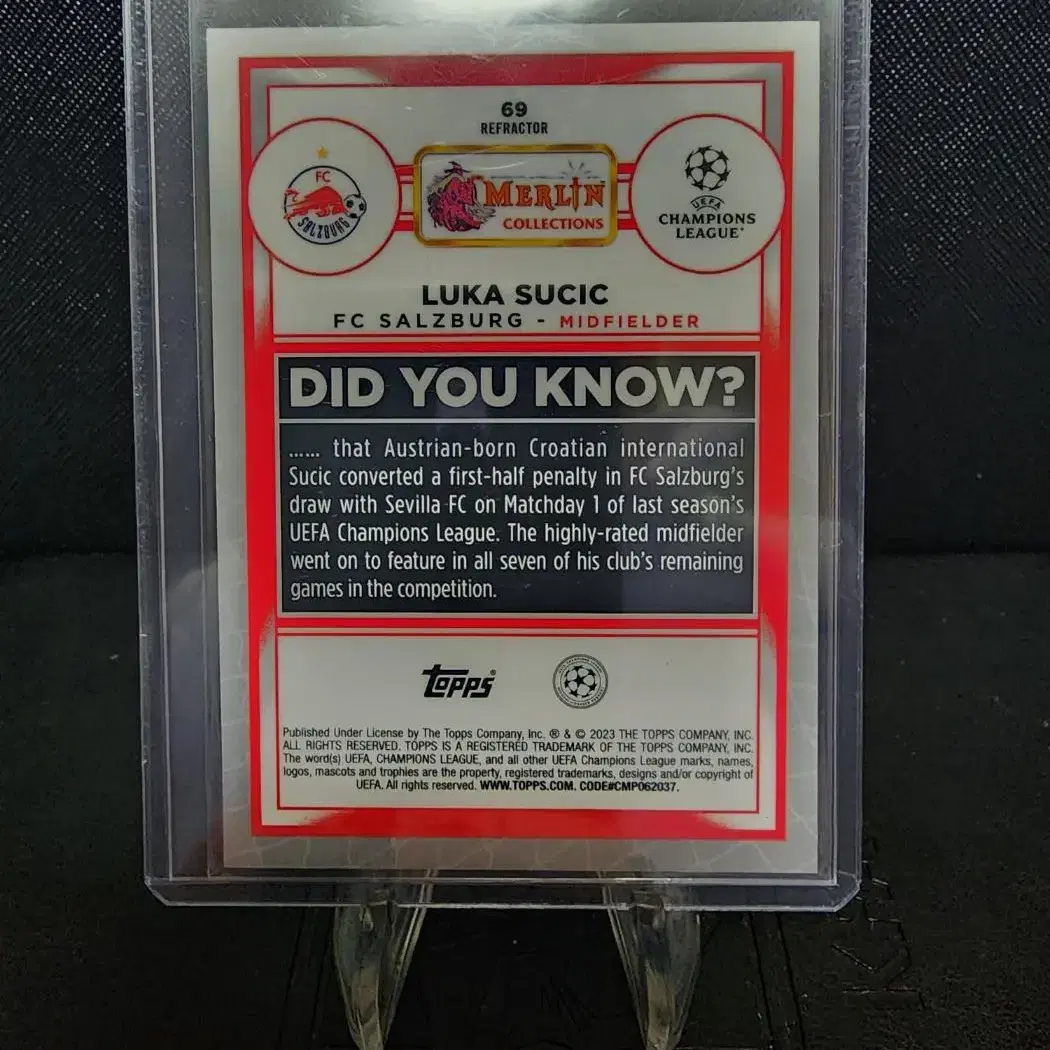 69
REFRACTOR
FC
SALZBURG
MERLIN
COLLECTIONS
UEFA
CHAMPIONS
LEAGUE®
LUKA SUCIC
FC SALZBURG - MIDFIELDER
DID YOU KNOW?
...... that Austrian-born Croatian international
Sucic converted a first-half penalty in FC Salzburg's
draw with Sevilla FC on Matchday 1 of last season's
UEFA Champions League. The highly-rated midfielder
went on to feature in all seven of his club's remaining
games in the competition.
Topps®
Published Under License by The Topps Company, Inc. ® & © 2023 THE TOPPS COMPANY, INC.
ALL RIGHTS RESERVED. TOPPS IS A REGISTERED TRADEMARK OF THE TOPPS COMPANY, INC.
The word(s) UEFA, CHAMPIONS LEAGUE, and all other UEFA Champions League marks, names,
logos, mascots and trophies are the property, registered trademarks, designs and/or copyright of
UEFA. All rights reserved. WWW.TOPPS.COM. CODE#CMP062037.